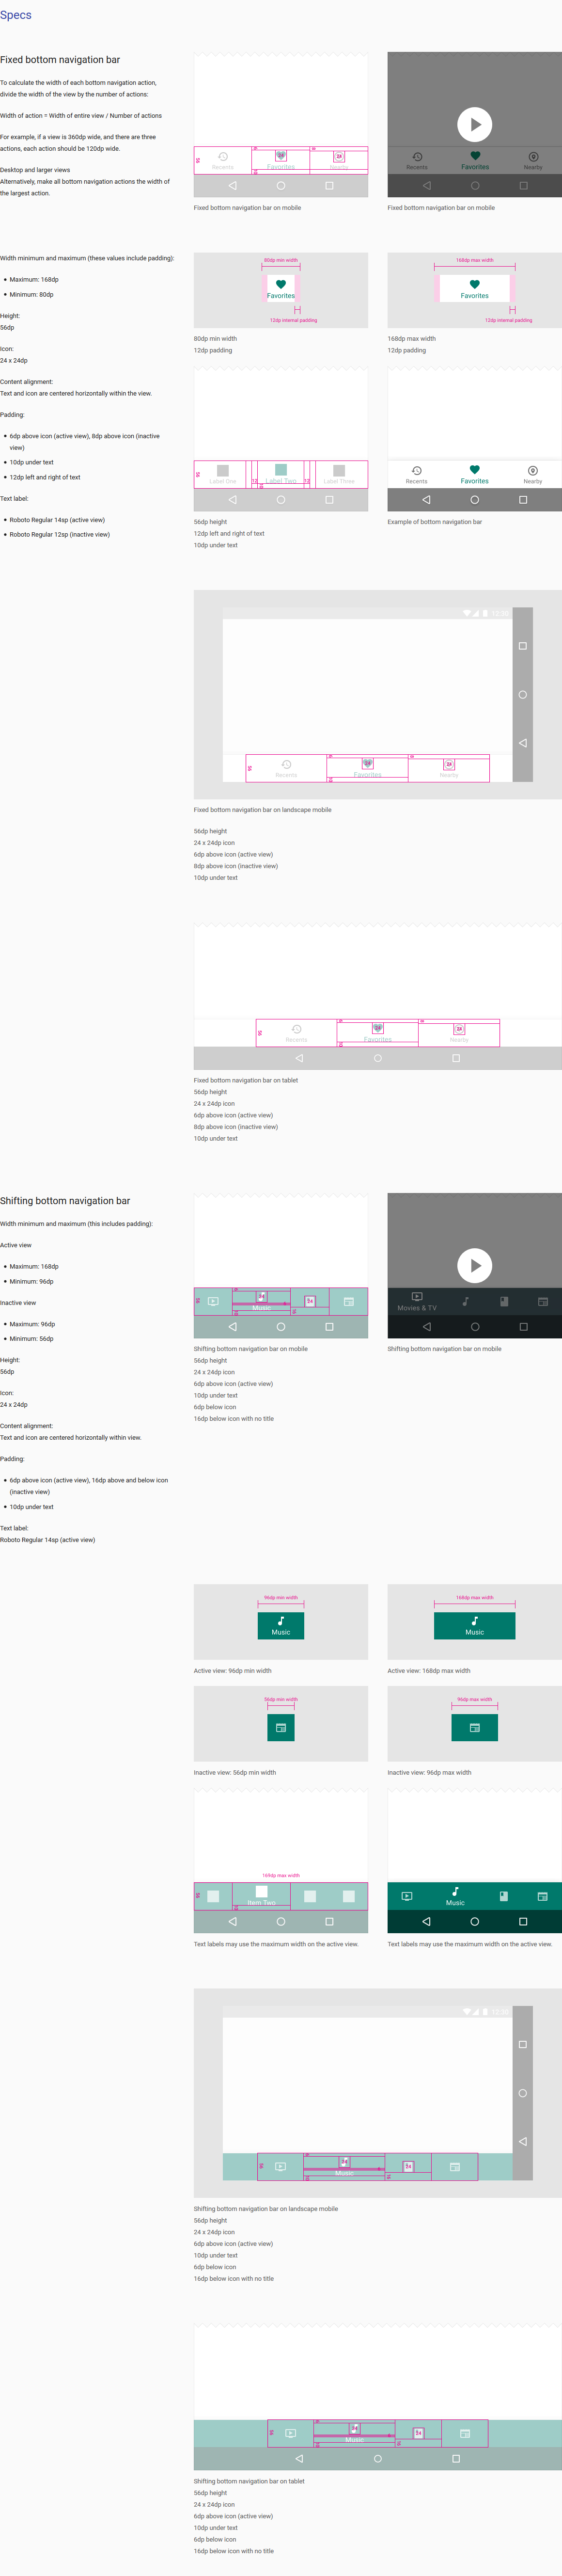 Specs
Fixed bottom navigation bar
To calculate the width of each bottom navigation action,
divide the width of the view by the number of actions:
Width of action = Width of entire view / Number of actions
For example, if a view is 360dp wide, and there are three
actions, each action should be 120dp wide.
Desktop and larger views
Alternatively, make all bottom navigation actions the width of
the largest action.
56
Recents
Favorites
Nearby
24
Fixed bottom navigation bar on mobile
Recents
Favorites
Nearby
Fixed bottom navigation bar on mobile
Width minimum and maximum (these values include padding):
Maximum: 168dp
Minimum: 80dp
Height:
56dp
Icon:
24 x 24dp
Content alignment:
Text and icon are centered horizontally within the view.
Padding:
6dp above icon (active view), 8dp above icon (inactive
view)
10dp under text
12dp left and right of text
Text label:
Roboto Regular 14sp (active view)
Roboto Regular 12sp (inactive view)
80dp min width
Favorites
12dp internal padding
80dp min width
12dp padding
168dp max width
Favorites
12dp internal padding
168dp max width
12dp padding
56
Label One
12
Label Two
12
Label Three
56dp height
12dp left and right of text
10dp under text
Recents
Favorites
Nearby
Example of bottom navigation bar
12:30
56
Recents
Favorites
Nearby
24
Fixed bottom navigation bar on landscape mobile
56dp height
24 x 24dp icon
6dp above icon (active view)
8dp above icon (inactive view)
10dp under text
56
Recents
Favorites
Nearby
24
Fixed bottom navigation bar on tablet
56dp height
24 x 24dp icon
6dp above icon (active view)
8dp above icon (inactive view)
10dp under text
Shifting bottom navigation bar
Width minimum and maximum (this includes padding):
Active view
Maximum: 168dp
Minimum: 96dp
Inactive view
Maximum: 96dp
Minimum: 56dp
Height:
56dp
Icon:
24 x 24dp
Content alignment:
Text and icon are centered horizontally within view.
Padding:
6dp above icon (active view), 16dp above and below icon
(inactive view)
10dp under text
Text label:
Roboto Regular 14sp (active view)
56
24
Music
24
Shifting bottom navigation bar on mobile
56dp height
24 x 24dp icon
6dp above icon (active view)
10dp under text
6dp below icon
16dp below icon with no title
Movies & TV
Shifting bottom navigation bar on mobile
96dp min width
Music
Active view: 96dp min width
168dp max width
Music
Active view: 168dp max width
56dp min width
Inactive view: 56dp min width
96dp max width
Inactive view: 96dp max width
169dp max width
56
Item Two
Text labels may use the maximum width on the active view.
Music
Text labels may use the maximum width on the active view.
12:30
56
24
Music
24
Shifting bottom navigation bar on landscape mobile
56dp height
24 x 24dp icon
6dp above icon (active view)
10dp under text
6dp below icon
16dp below icon with no title
56
24
Music
24
Shifting bottom navigation bar on tablet
56dp height
24 x 24dp icon
6dp above icon (active view)
10dp under text
6dp below icon
16dp below icon with no title